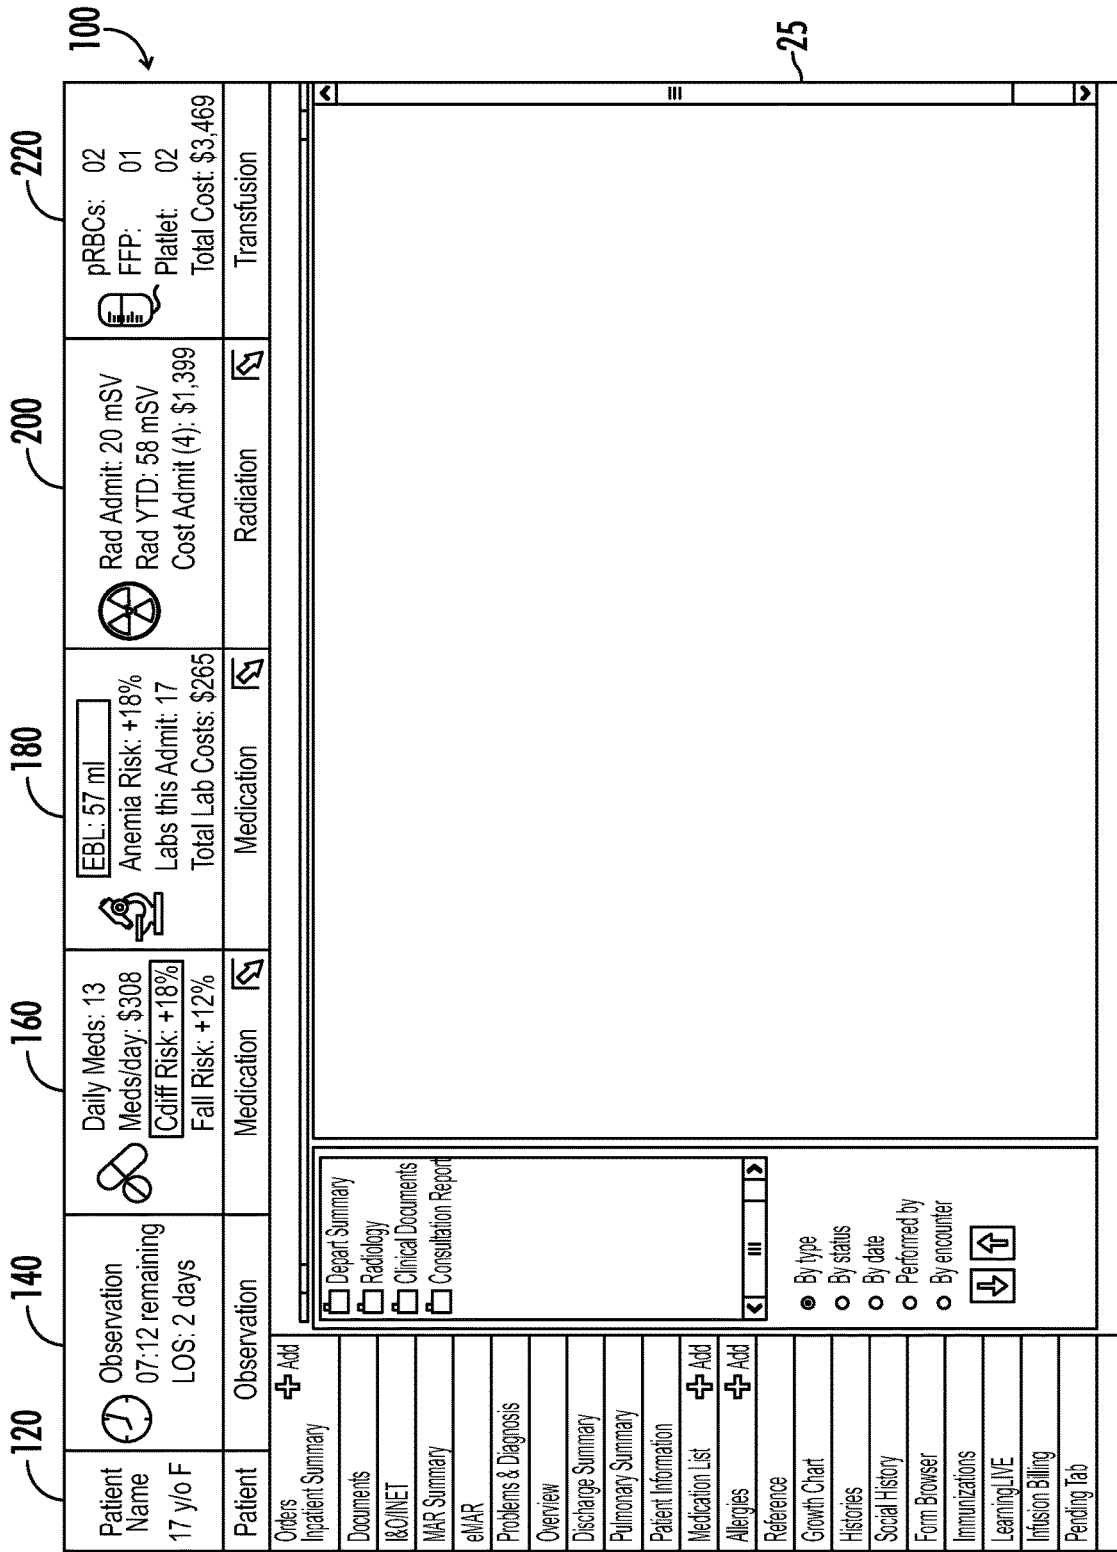 100
120
140
160
180
200
220
Patient
Name
17 y/o F
Patient
Observation
07:12 remaining
LOS: 2 days
Observation
Daily Meds: 13
Meds/day: $308
Cdiff Risk: +18%
Fall Risk: +12%
Medication
EBL: 57 ml
Anemia Risk: +18%
Labs this Admit: 17
Total Lab Costs: $265
Medication
Rad Admit: 20 mSV
Rad YTD: 58 mSV
Cost Admit (4): $1,399
Radiation
pRBCs: 02
FFP: 01
Platlet: 02
Total Cost: $3,469
Transfusion
Orders Add
Inpatient Summary
Documents
I&O/INET
MAR Summary
eMAR
Problems & Diagnosis
Overview
Discharge Summary
Pulmonary Summary
Patient Information
Medication List Add
Allergies Add
Reference
Growth Chart
Histories
Social History
Form Browser
Immunizations
LearningLIVE
Infusion Billing
Pending Tab
Depart Summary
Radiology
Clinical Documents
Consultation Report
By type
By status
By date
Performed by
By encounter
25